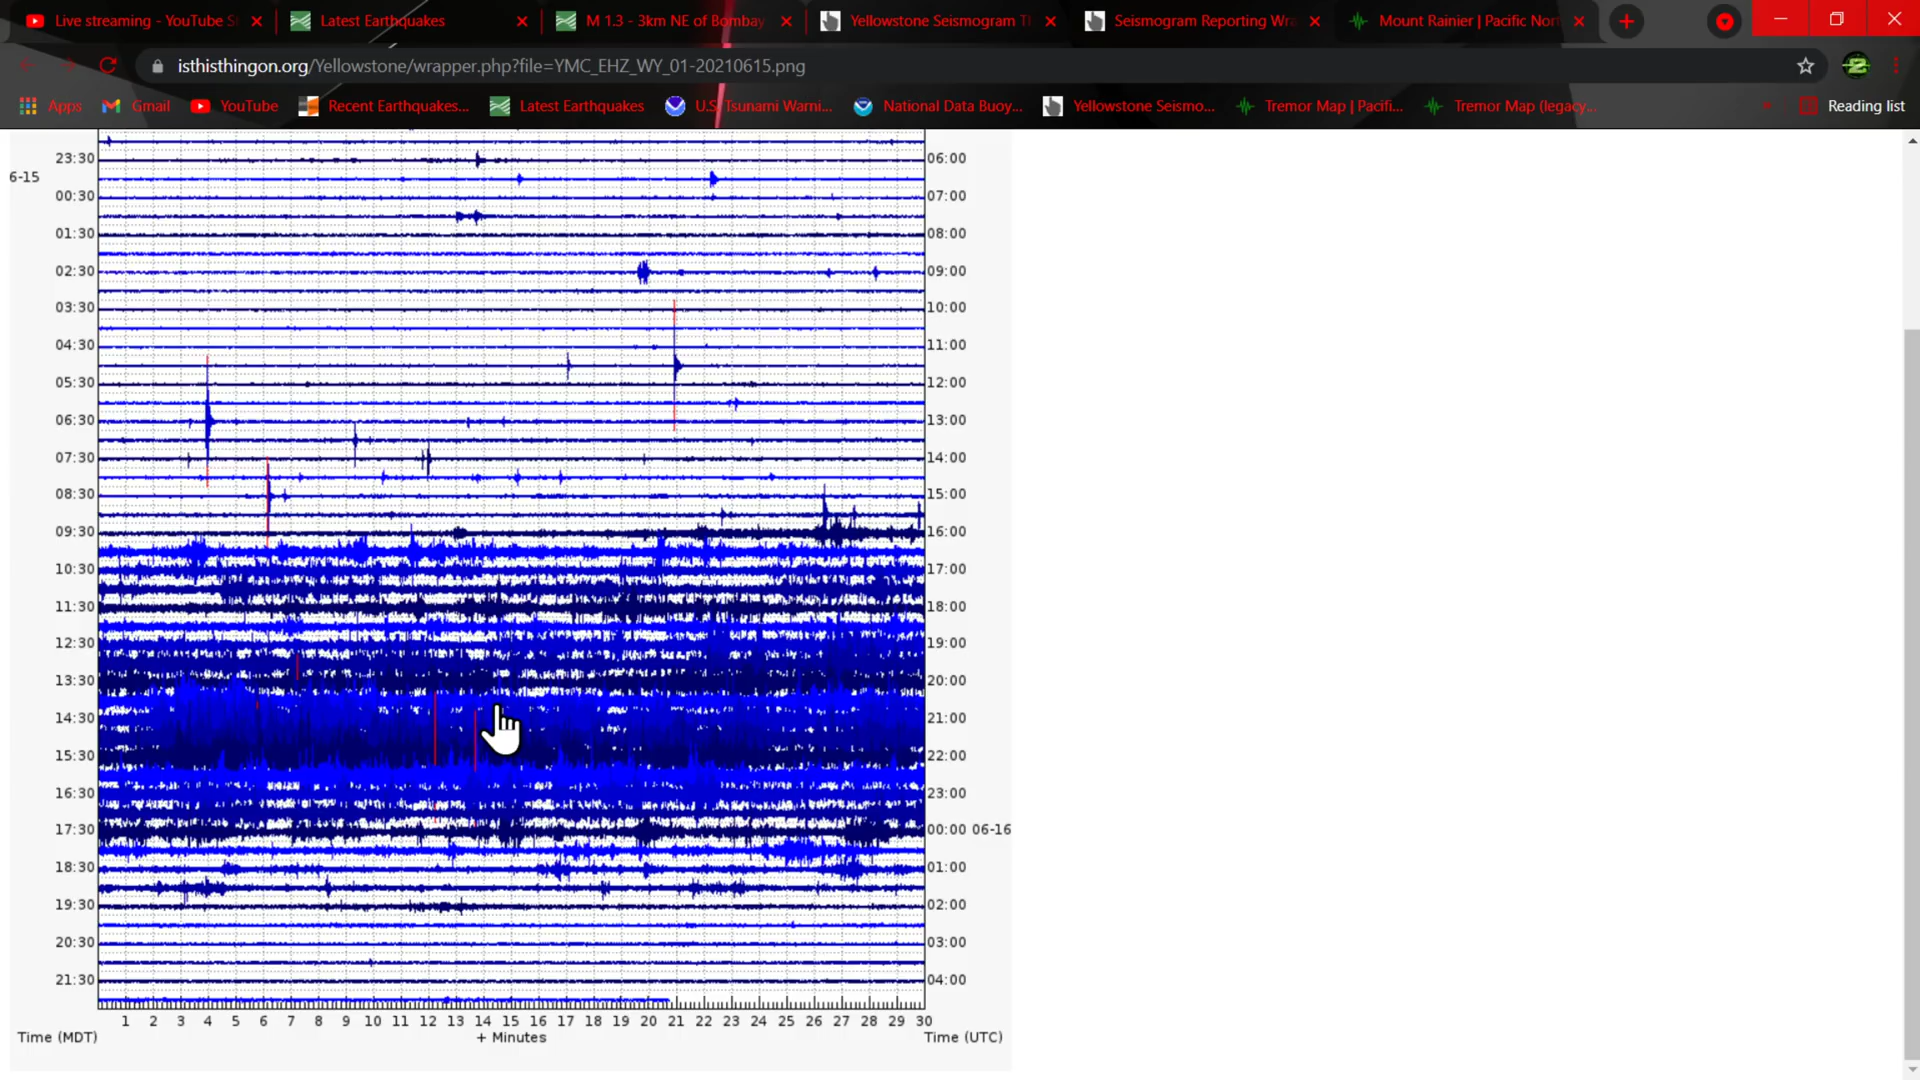 Live streaming - YouTube S
Latest Earthquakes
M 1.3 - 3km NE of Bombay
Yellowstone Seismogram Th
Seismogram Reporting Wra
Mount Rainier | Pacific Nort
isthisthingon.org/Yellowstone/wrapper.php?file=YMC_EHZ_WY_01-20210615.png
Apps
Gmail
YouTube
Recent Earthquakes...
Latest Earthquakes
U.S. Tsunami Warni...
National Data Buoy...
Yellowstone Seismo...
Tremor Map | Pacifi...
Tremor Map (legacy...
Reading list
23:30 06:00
6-15
00:30 07:00
01:30 08:00
02:30 09:00
03:30 10:00
04:30 11:00
05:30 12:00
06:30 13:00
07:30 14:00
08:30 15:00
09:30 16:00
10:30 17:00
11:30 18:00
12:30 19:00
13:30 20:00
14:30 21:00
15:30 22:00
16:30 23:00
17:30 00:00 06-16
18:30 01:00
19:30 02:00
20:30 03:00
21:30 04:00
1 2 3 4 5 6 7 8 9 10 11 12 13 14 15 16 17 18 19 20 21 22 23 24 25 26 27 28 29 30
Time (MDT) + Minutes Time (UTC)